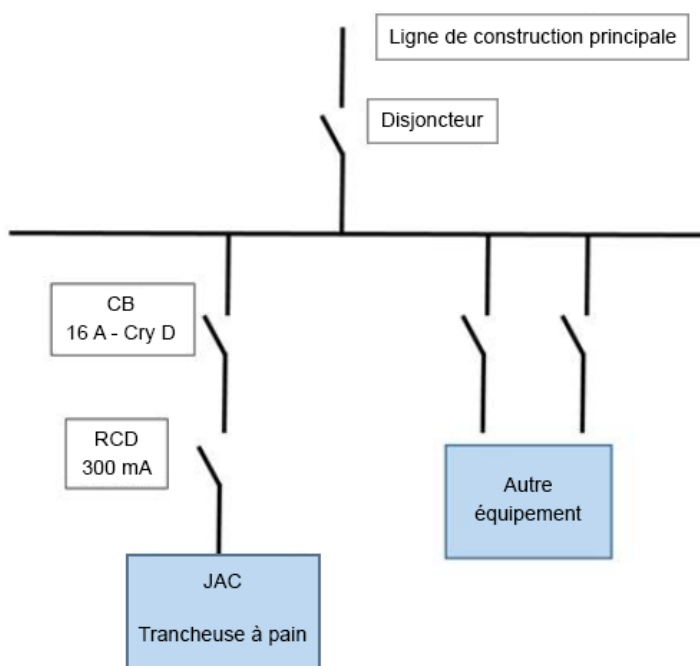 Ligne de construction principale
Disjoncteur
CB
16 A - Cry D
RCD
300 mA
Autre
équipement
JAC
Trancheuse à pain